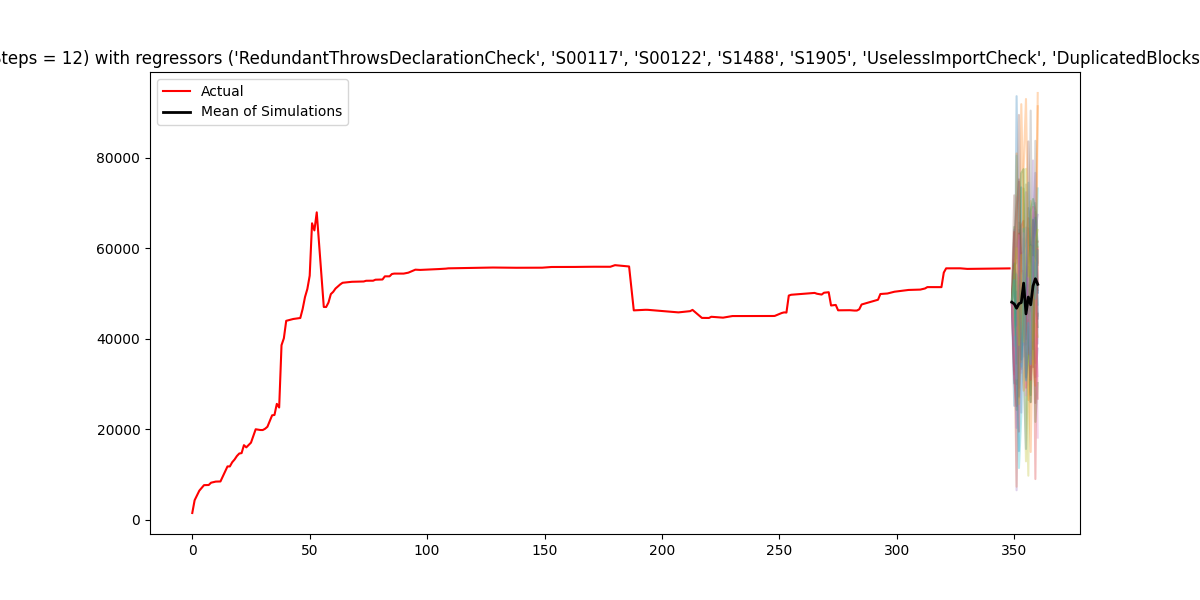 teps = 12) with regressors ('RedundantThrowsDeclarationCheck', 'S00117', 'S00122', 'S1488', 'S1905', 'UselessImportCheck', 'DuplicatedBlocks
Actual
Mean of Simulations
80000
60000
40000
20000
0
0 50 100 150 200 250 300 350